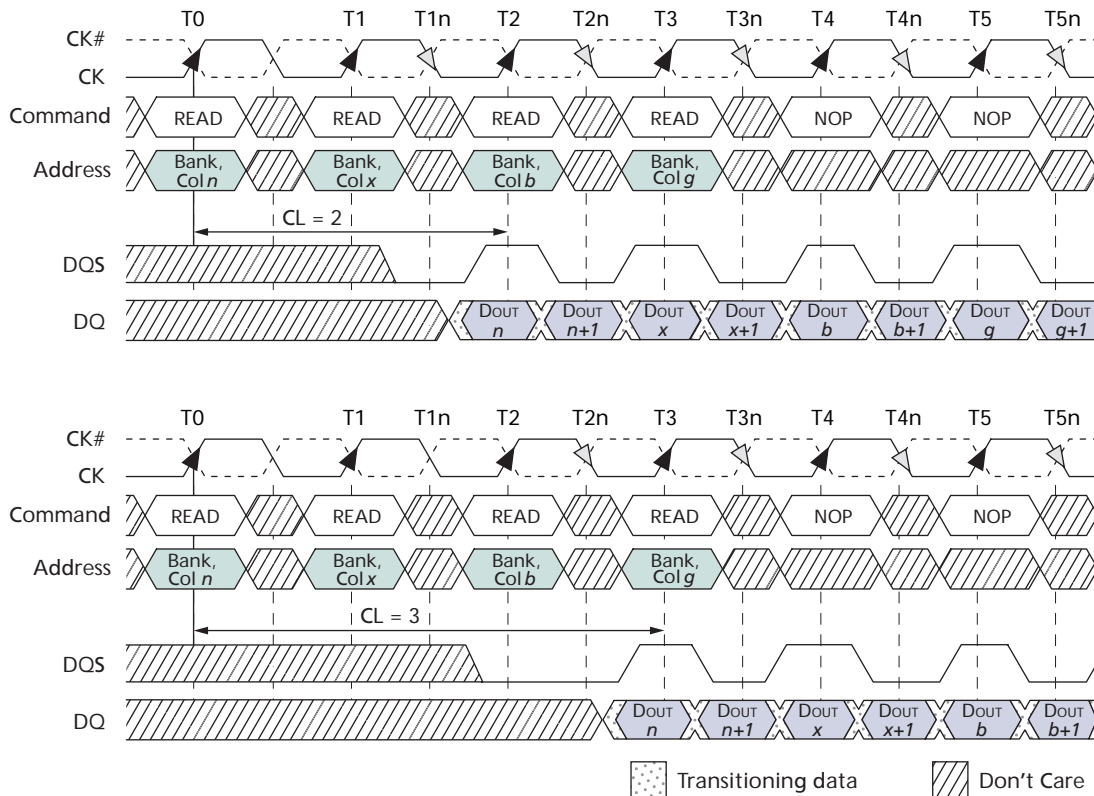 T0 T1 T1n T2 T2n T3 T3n T4 T4n T5 T5n
CK#
CK
Command READ READ READ READ NOP NOP
Address Bank, Col n Bank, Col x Bank, Col b Bank, Col g
CL = 2
DQS
DQ DOUT n DOUT n+1 DOUT x DOUT x+1 DOUT b DOUT b+1 DOUT g DOUT g+1
T0 T1 T1n T2 T2n T3 T3n T4 T4n T5 T5n
CK#
CK
Command READ READ READ READ NOP NOP
Address Bank, Col n Bank, Col x Bank, Col b Bank, Col g
CL = 3
DQS
DQ DOUT n DOUT n+1 DOUT x DOUT x+1 DOUT b DOUT b+1
Transitioning data Don't Care